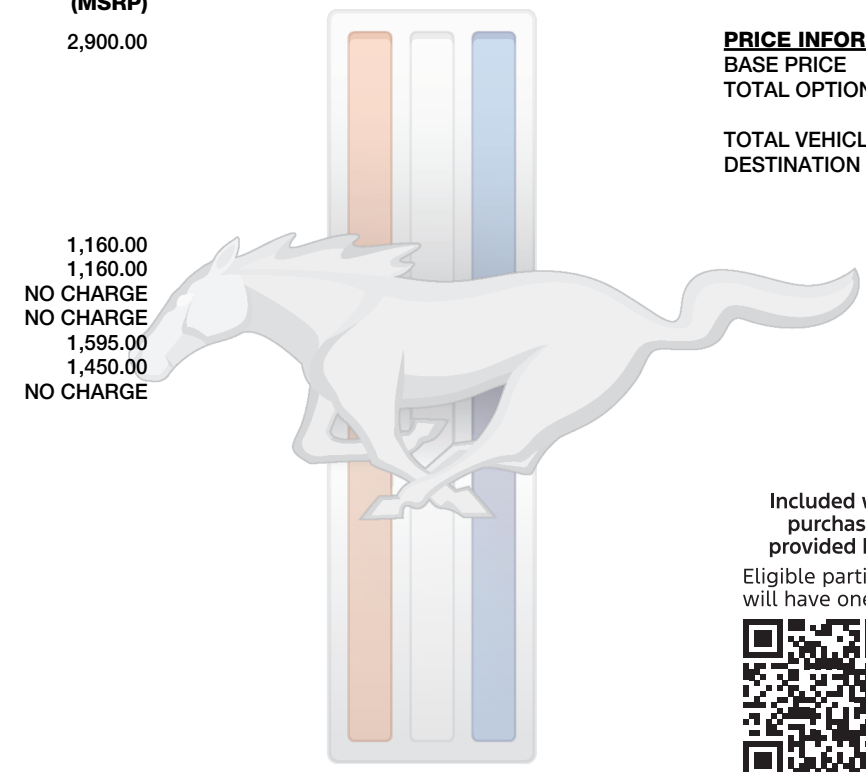 (MSRP)
2,900.00
1,160.00
1,160.00
NO CHARGE
NO CHARGE
1,595.00
1,450.00
NO CHARGE
PRICE INFOR
BASE PRICE
TOTAL OPTION
TOTAL VEHICL
DESTINATION
Included
purchas
provided
Eligible parti
will have one